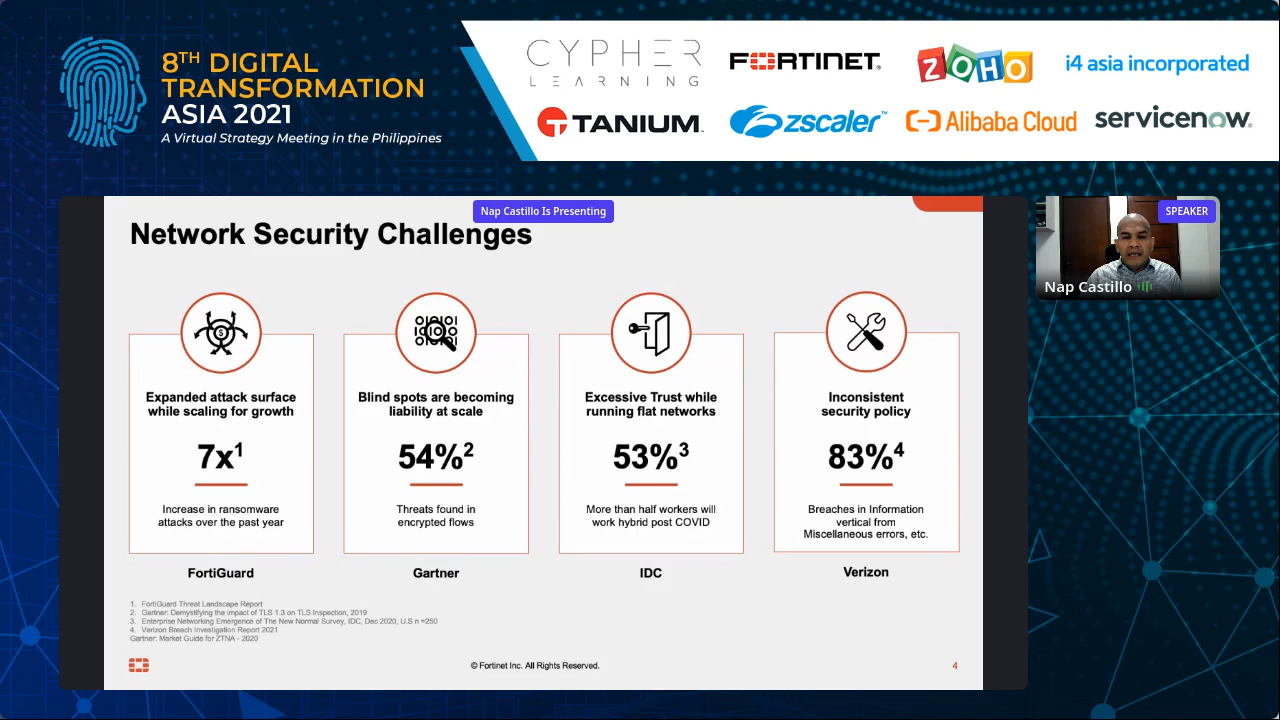 8TH DIGITAL
TRANSFORMATION
ASIA 2021
A Virtual Strategy Meeting in the Philippines
CYPHER
LEARNING
FORTINET®
ZOHO
i4 asia incorporated
TANIUM™
zscaler™
Alibaba Cloud
servicenow®
Nap Castillo Is Presenting
SPEAKER
Nap Castillo
Network Security Challenges
Expanded attack surface
while scaling for growth
7x1
Increase in ransomware
attacks over the past year
FortiGuard
Blind spots are becoming
liability at scale
54%2
Threats found in
encrypted flows
Gartner
Excessive Trust while
running flat networks
53%3
More than half workers will
work hybrid post COVID
IDC
Inconsistent
security policy
83%4
Breaches in Information
vertical from
Miscellaneous errors, etc.
Verizon
1. FortiGuard Threat Landscape Report
2. Gartner: Demystifying the impact of TLS 1.3 on TLS Inspection, 2019
3. Enterprise Networking Emergence of The New Normal Survey, IDC, Dec 2020, U.S n =250
4. Verizon Breach Investigation Report 2021
Gartner: Market Guide for ZTNA - 2020
© Fortinet Inc. All Rights Reserved.
4